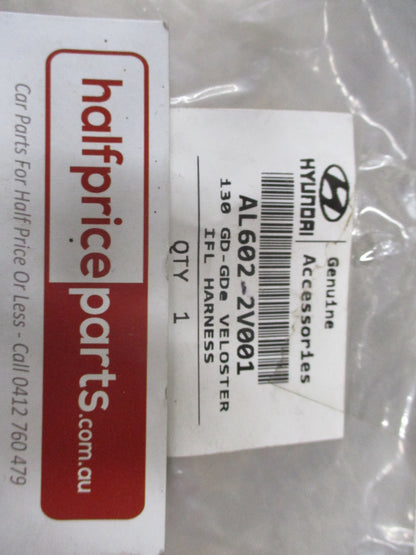 halfpriceparts.com.au
Car Parts For Half Price Or Less - Call 0412 760 479
HYUNDAI
Genuine
Accessories
AL602-2V001
i30 GD-GDe VELOSTER
IFL HARNESS
QTY 1